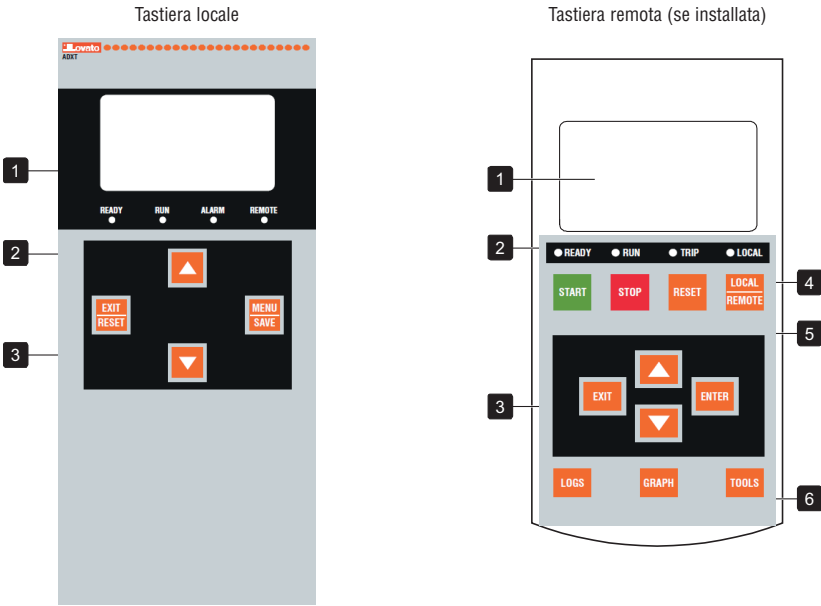 Tastiera locale
Lovato
ADXT
1
READY RUN ALARM REMOTE
2
EXIT
RESET
MENU
SAVE
3
Tastiera remota (se installata)
1
2
READY RUN TRIP LOCAL
START STOP RESET LOCAL
REMOTE
4
5
3
EXIT ENTER
LOGS GRAPH TOOLS
6